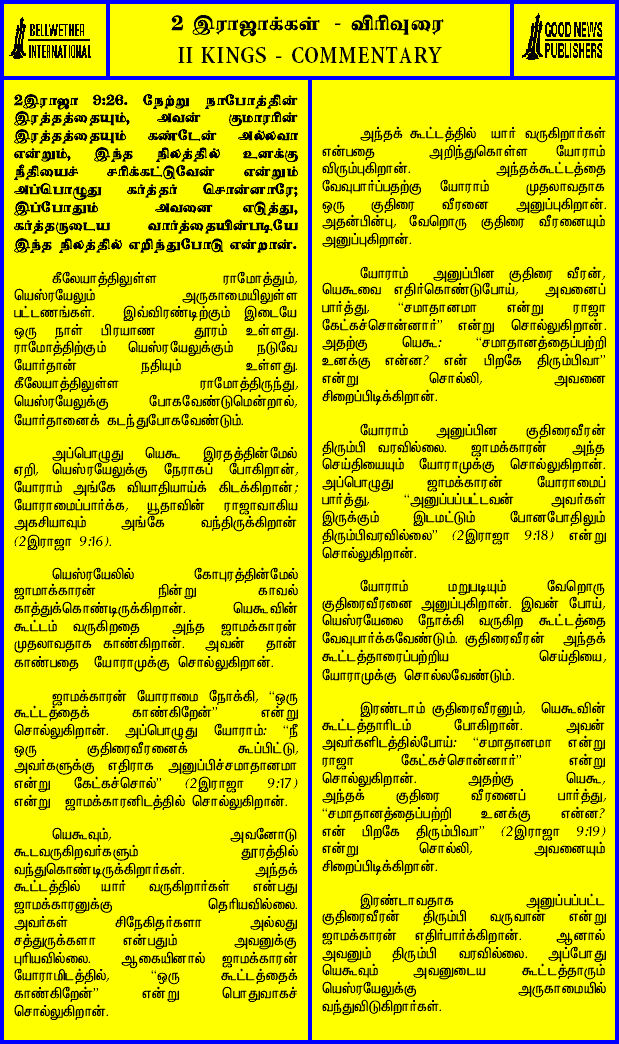 BELLWETHER
INTERNATIONAL
2 இராஜாக்கள் - விரிவுரை
II KINGS - COMMENTARY
GOOD NEWS
PUBLISHERS
2இராஜா 9:26. நேற்று நாபோத்தின்
இரத்தத்தையும், அவன் குமாரரின்
இரத்தத்தையும் கண்டேன் அல்லவா
என்றும், இந்த நிலத்தில் உனக்கு
நீதியைச் சரிக்கட்டுவேன் என்றும்
அப்பொழுது கர்த்தர் சொன்னாரே;
இப்போதும் அவனை எடுத்து,
கர்த்தருடைய வார்த்தையின்படியே
இந்த நிலத்தில் எறிந்துபோடு என்றான்.
கீலேயாத்திலுள்ள ராமோத்தும்,
யெஸ்ரயேலும் அருகாமையிலுள்ள
பட்டணங்கள். இவ்விரண்டிற்கும் இடையே
ஒரு நாள் பிரயாண தூரம் உள்ளது.
ராமோத்திற்கும் யெஸ்ரயேலுக்கும் நடுவே
யோர்தான் நதியும் உள்ளது.
கீலேயாத்திலுள்ள ராமோத்திருந்து,
யெஸ்ரயேலுக்கு போகவேண்டுமென்றால்,
யோர்தானைக் கடந்துபோகவேண்டும்.
அப்பொழுது யெகூ இரதத்தின்மேல்
ஏறி, யெஸ்ரயேலுக்கு நேராகப் போகிறான்,
யோராம் அங்கே வியாதியாய்க் கிடக்கிறான்;
யோராமைப்பார்க்க, யூதாவின் ராஜாவாகிய
அகசியாவும் அங்கே வந்திருக்கிறான்
(2இராஜா 9:16).
யெஸ்ரயேலில் கோபுரத்தின்மேல்
ஜாமாக்காரன் நின்று காவல்
காத்துக்கொண்டிருக்கிறான். யெகூவின்
கூட்டம் வருகிறதை அந்த ஜாமக்காரன்
முதலாவதாக காண்கிறான். அவன் தான்
காண்பதை யோராமுக்கு சொல்லுகிறான்.
ஜாமக்காரன் யோராமை நோக்கி, “ஒரு
கூட்டத்தைக் காண்கிறேன்” என்று
சொல்லுகிறான். அப்பொழுது யோராம்: “நீ
ஒரு குதிரைவீரனைக் கூப்பிட்டு,
அவர்களுக்கு எதிராக அனுப்பிச்சமாதானமா
என்று கேட்கச்சொல்” (2இராஜா 9:17)
என்று ஜாமக்காரனிடத்தில் சொல்லுகிறான்.
யெகூவும், அவனோடு
கூடவருகிறவர்களும் தூரத்தில்
வந்துகொண்டிருக்கிறார்கள். அந்தக்
கூட்டத்தில் யார் வருகிறார்கள் என்பது
ஜாமக்காரனுக்கு தெரியவில்லை.
அவர்கள் சிநேகிதர்களா அல்லது
சத்துருக்களா என்பதும் அவனுக்கு
புரியவில்லை. ஆகையினால் ஜாமக்காரன்
யோராமிடத்தில், “ஒரு கூட்டத்தைக்
காண்கிறேன்” என்று பொதுவாகச்
சொல்லுகிறான்.
அந்தக் கூட்டத்தில் யார் வருகிறார்கள்
என்பதை அறிந்துகொள்ள யோராம்
விரும்புகிறான். அந்தக்கூட்டத்தை
வேவுபார்ப்பதற்கு யோராம் முதலாவதாக
ஒரு குதிரை வீரனை அனுப்புகிறான்.
அதன்பின்பு, வேறொரு குதிரை வீரனையும்
அனுப்புகிறான்.
யோராம் அனுப்பின குதிரை வீரன்,
யெகூவை எதிர்கொண்டுபோய், அவனைப்
பார்த்து, “சமாதானமா என்று ராஜா
கேட்கச்சொன்னார்” என்று சொல்லுகிறான்.
அதற்கு யெகூ: “சமாதானத்தைப்பற்றி
உனக்கு என்ன? என் பிறகே திரும்பிவா”
என்று சொல்லி, அவனை
சிறைப்பிடிக்கிறான்.
யோராம் அனுப்பின குதிரைவீரன்
திரும்பி வரவில்லை. ஜாமக்காரன் அந்த
செய்தியையும் யோராமுக்கு சொல்லுகிறான்.
அப்பொழுது ஜாமக்காரன் யோராமைப்
பார்த்து, “அனுப்பப்பட்டவன் அவர்கள்
இருக்கும் இடமட்டும் போனபோதிலும்
திரும்பிவரவில்லை” (2இராஜா 9:18) என்று
சொல்லுகிறான்.
யோராம் மறுபடியும் வேறொரு
குதிரைவீரனை அனுப்புகிறான். இவன் போய்,
யெஸ்ரயேலை நோக்கி வருகிற கூட்டத்தை
வேவுபார்க்கவேண்டும். குதிரைவீரன் அந்தக்
கூட்டத்தாரைப்பற்றிய செய்தியை,
யோராமுக்கு சொல்லவேண்டும்.
இரண்டாம் குதிரைவீரனும், யெகூவின்
கூட்டத்தாரிடம் போகிறான். அவன்
அவர்களிடத்தில்போய்: “சமாதானமா என்று
ராஜா கேட்கச்சொன்னார்” என்று
சொல்லுகிறான். அதற்கு யெகூ,
அந்தக் குதிரை வீரனைப் பார்த்து,
“சமாதானத்தைப்பற்றி உனக்கு என்ன?
என் பிறகே திரும்பிவா” (2இராஜா 9:19)
என்று சொல்லி, அவனையும்
சிறைப்பிடிக்கிறான்.
இரண்டாவதாக அனுப்பப்பட்ட
குதிரைவீரன் திரும்பி வருவான் என்று
ஜாமக்காரன் எதிர்பார்க்கிறான். ஆனால்
அவனும் திரும்பி வரவில்லை. அப்போது
யெகூவும் அவனுடைய கூட்டத்தாரும்
யெஸ்ரயேலுக்கு அருகாமையில்
வந்துவிடுகிறார்கள்.